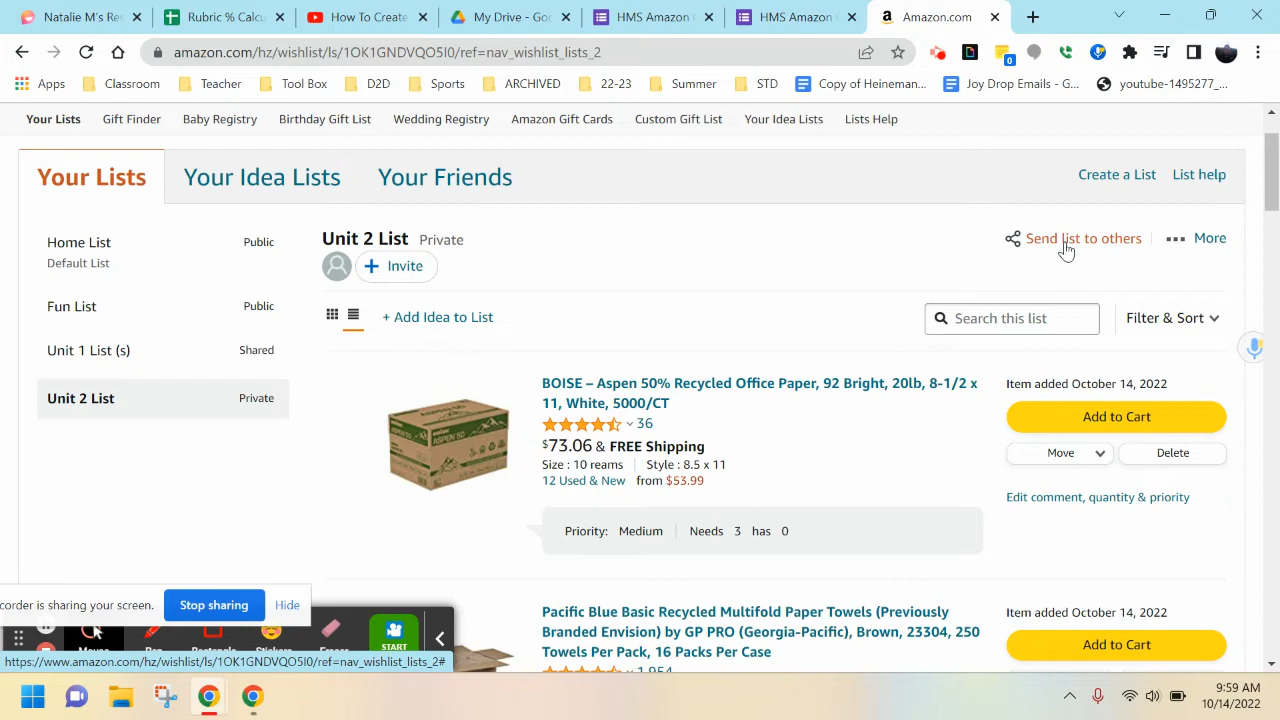 Natalie M's Res
Rubric % Calcu
How To Create
My Drive - Goo
HMS Amazon
HMS Amazon
Amazon.com
amazon.com/hz/wishlist/ls/1OK1GNDVQO5I0/ref=nav_wishlist_lists_2
0
Apps
Classroom
Teacher
Tool Box
D2D
Sports
ARCHIVED
22-23
Summer
STD
Copy of Heineman...
Joy Drop Emails - G...
youtube-1495277_...
Your Lists
Gift Finder
Baby Registry
Birthday Gift List
Wedding Registry
Amazon Gift Cards
Custom Gift List
Your Idea Lists
Lists Help
Your Lists
Your Idea Lists
Your Friends
Create a List
List help
Home List
Public
Default List
Fun List
Public
Unit 1 List (s)
Shared
Unit 2 List
Private
Unit 2 List Private
Send list to others
More
+ Invite
+ Add Idea to List
Search this list
Filter & Sort
ASPEN 50
BOISE – Aspen 50% Recycled Office Paper, 92 Bright, 20lb, 8-1/2 x
11, White, 5000/CT
36
$73.06 & FREE Shipping
Size : 10 reams | Style : 8.5 x 11
12 Used & New from $53.99
Priority: Medium | Needs 3 has 0
Item added October 14, 2022
Add to Cart
Move
Delete
Edit comment, quantity & priority
Pacific Blue Basic Recycled Multifold Paper Towels (Previously
Branded Envision) by GP PRO (Georgia-Pacific), Brown, 23304, 250
Towels Per Pack, 16 Packs Per Case
1,954
Item added October 14, 2022
Add to Cart
corder is sharing your screen.
Stop sharing
Hide
START
https://www.amazon.com/hz/wishlist/ls/1OK1GNDVQO5I0/ref=nav_wishlist_lists_2#
9:59 AM
10/14/2022